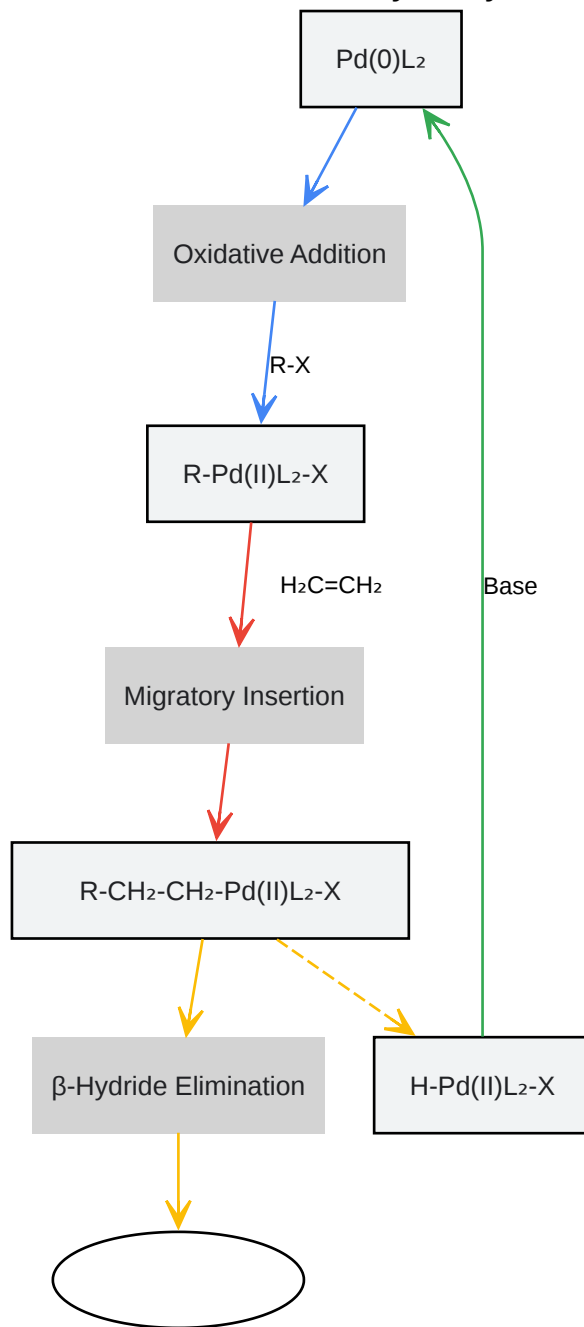 Pd(0)L₂
Oxidative Addition
R-X
R-Pd(II)L₂-X
H₂C=CH₂
Base
Migratory Insertion
R-CH₂-CH₂-Pd(II)L₂-X
β-Hydride Elimination
H-Pd(II)L₂-X